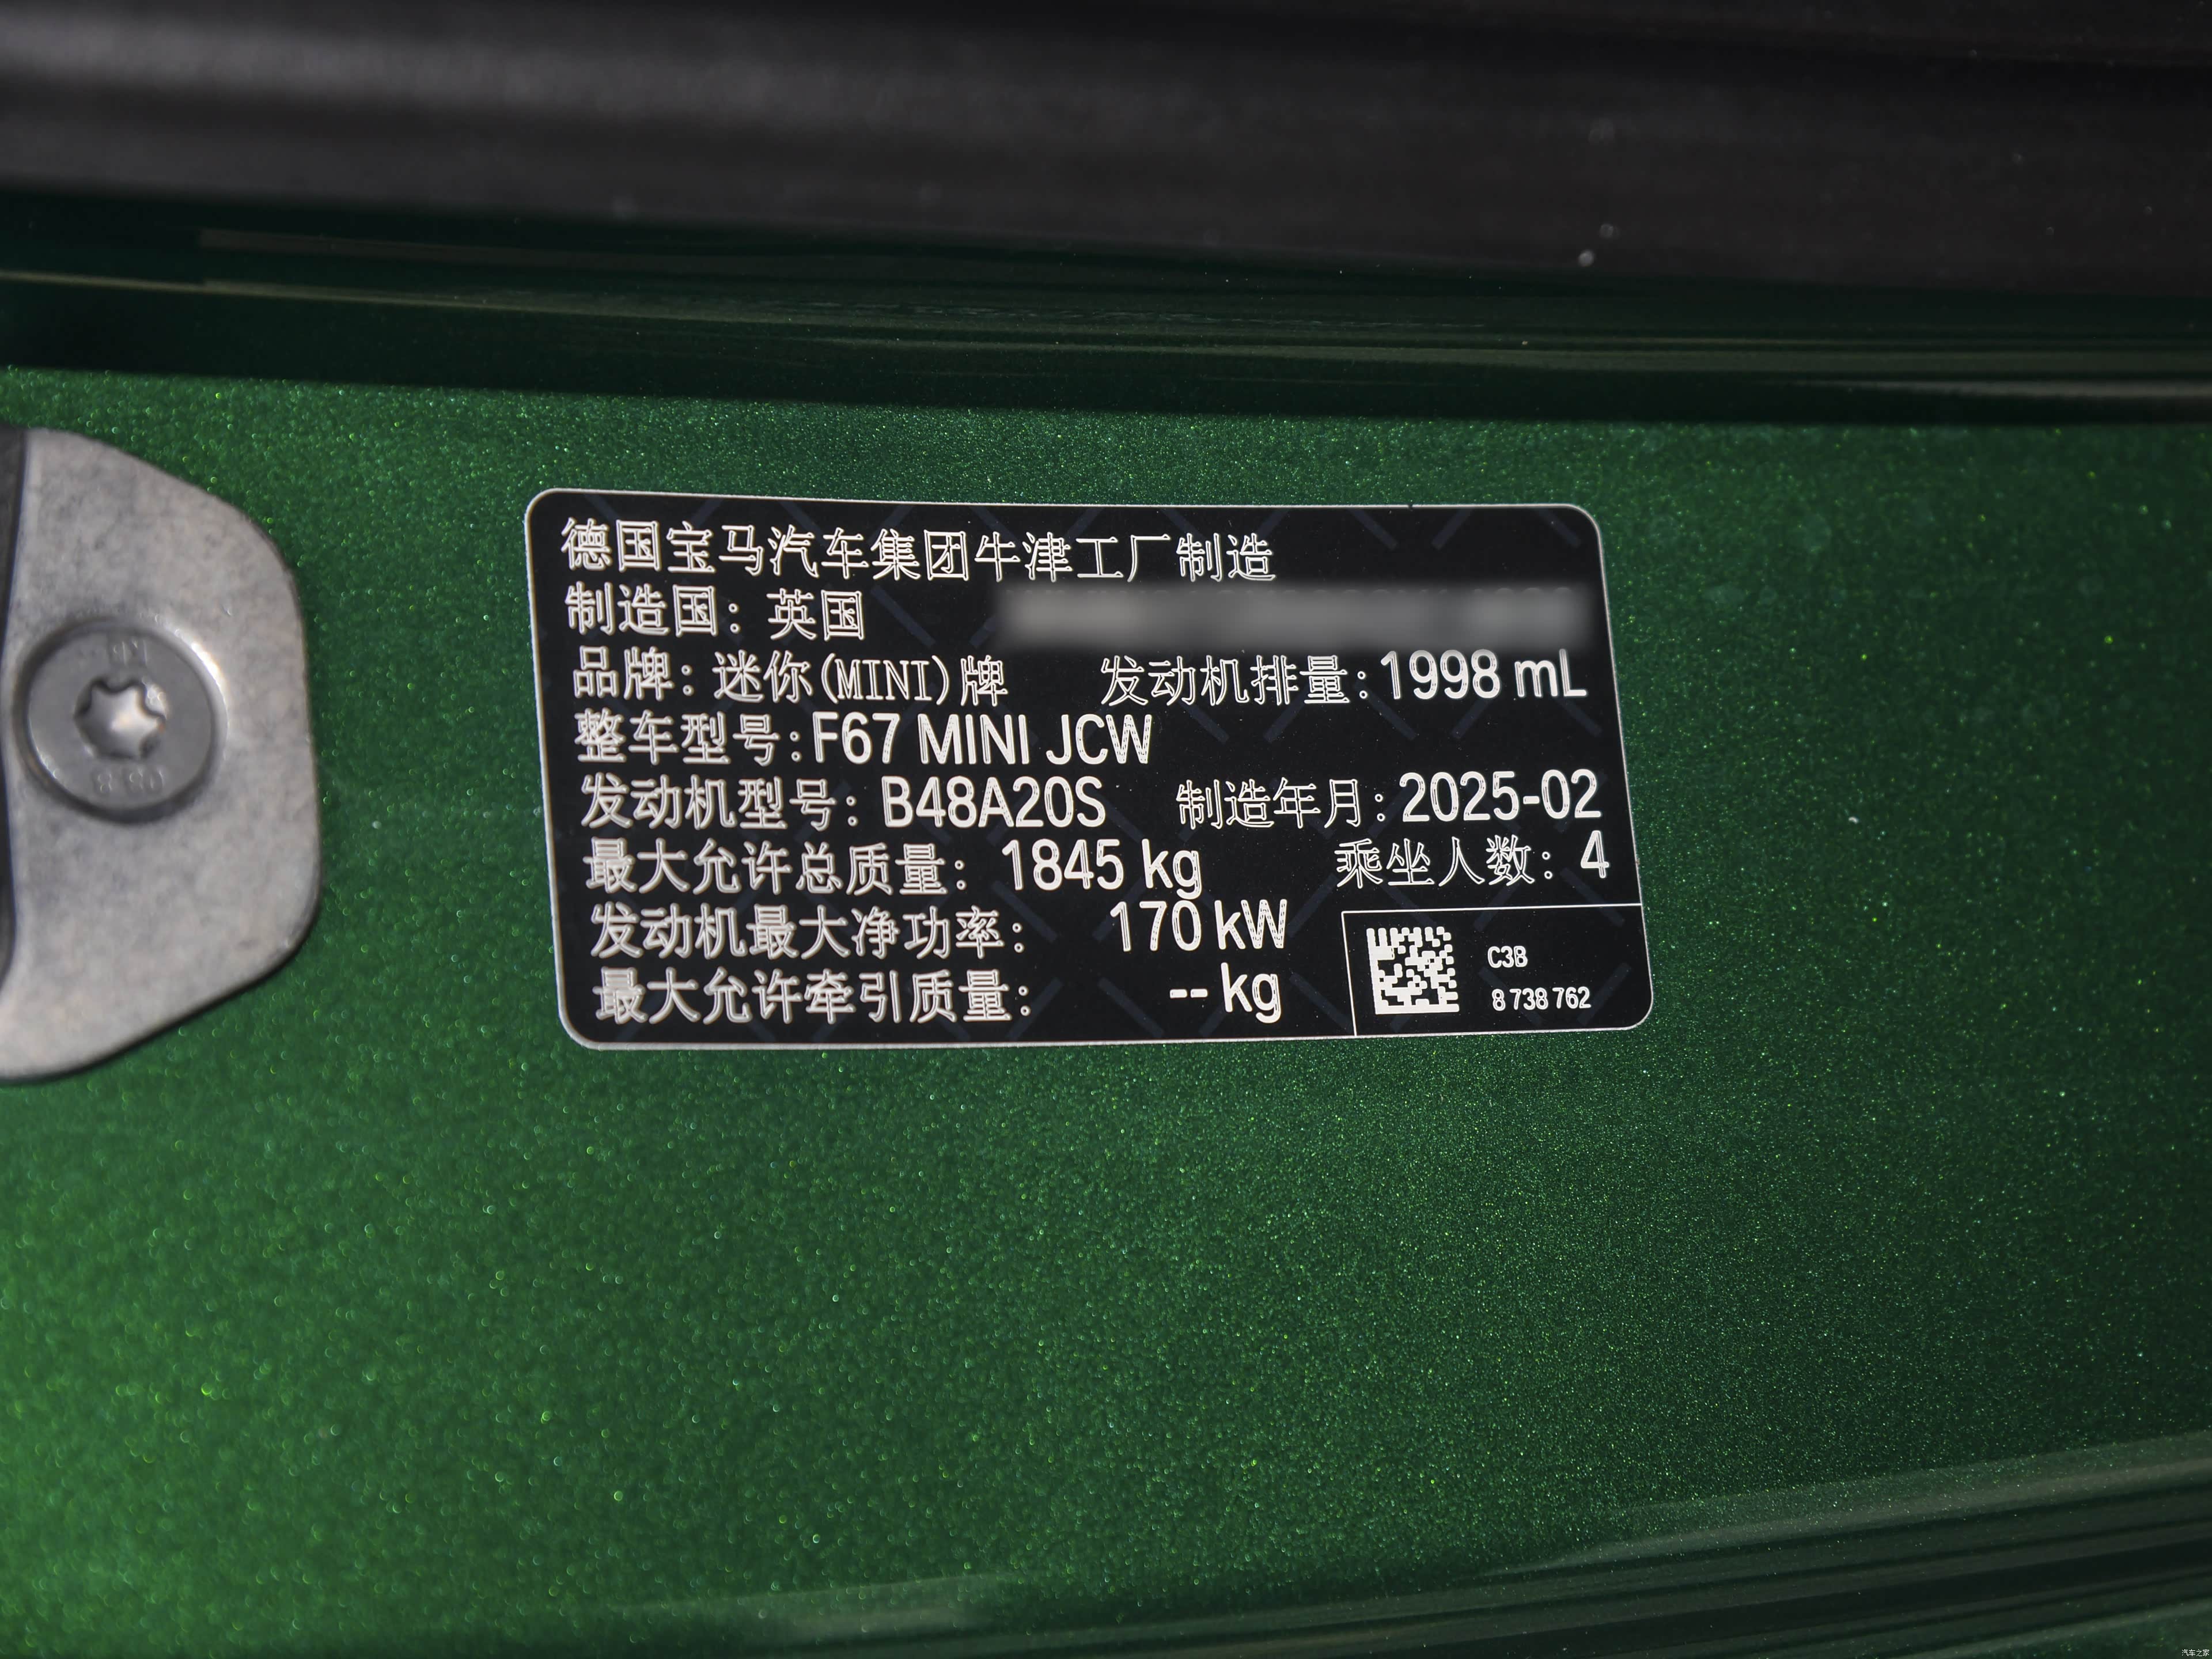 德国宝马汽车集团牛津工厂制造
制造国：英国
品牌：迷你(MINI)牌 发动机排量：1998 mL
整车型号：F67 MINI JCW
发动机型号：B48A20S 制造年月：2025-02
最大允许总质量：1845 kg 乘坐人数：4
发动机最大净功率：170 kW
最大允许牵引质量：-- kg
C3B
8 738 762
汽车之家